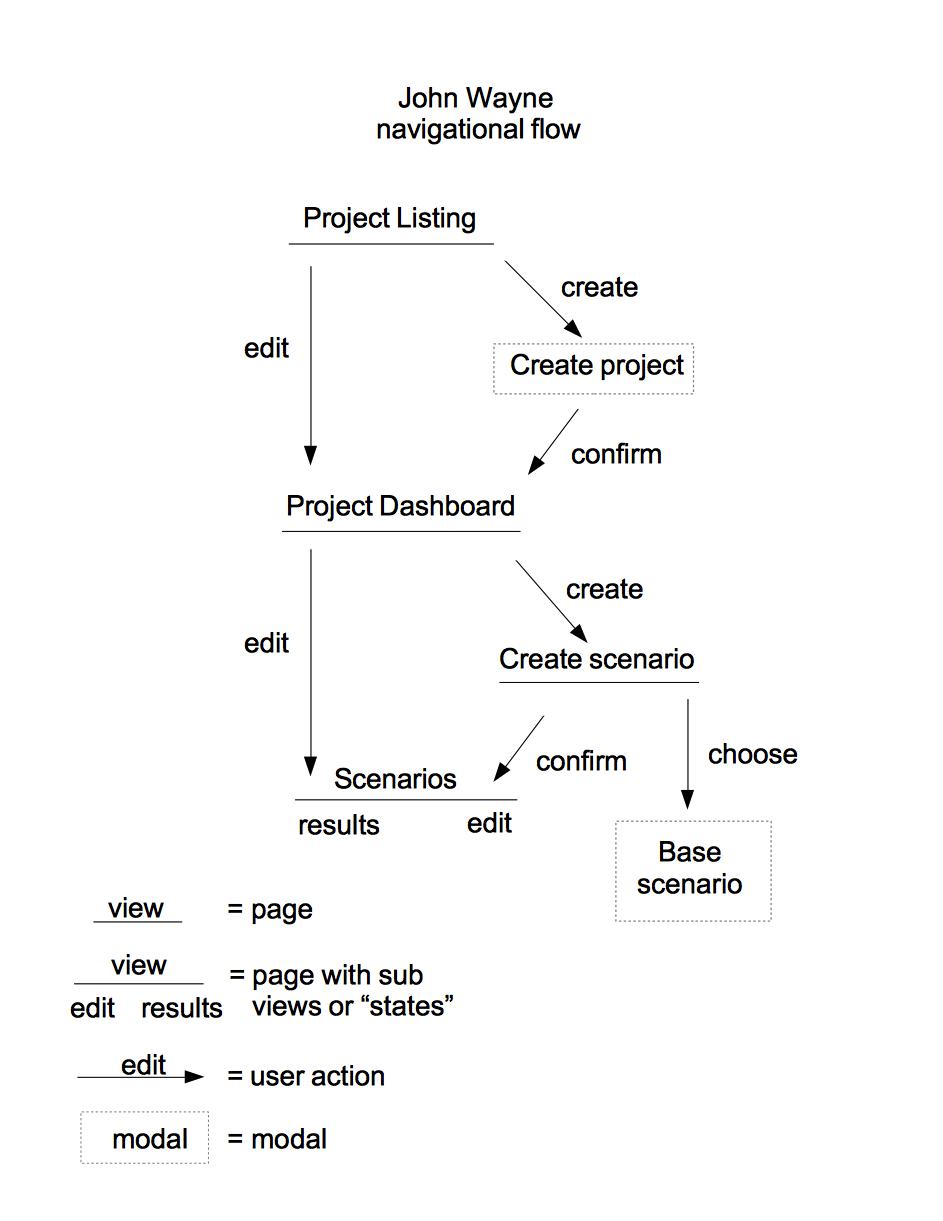 John Wayne
navigational flow
Project Listing
create
edit
Create project
confirm
Project Dashboard
create
edit
Create scenario
choose
confirm
Scenarios
results edit
Base
scenario
view = page
view
= page with sub
edit results views or “states”
edit
= user action
modal = modal